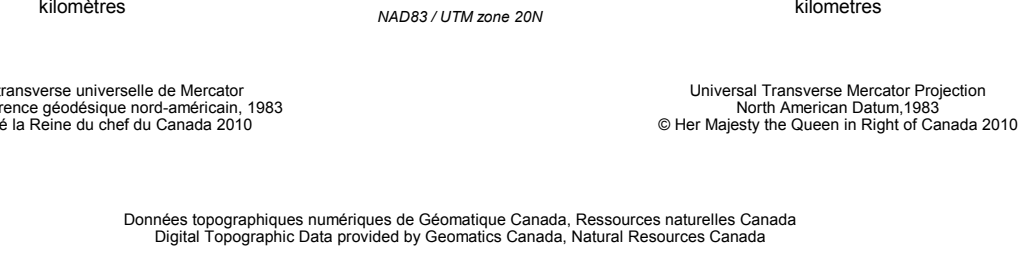 kilomètres
NAD83 / UTM zone 20N
kilometres
transverse universelle de Mercator
rence géodésique nord-américain, 1983
é la Reine du chef du Canada 2010
Universal Transverse Mercator Projection
North American Datum,1983
© Her Majesty the Queen in Right of Canada 2010
Données topographiques numériques de Géomatique Canada, Ressources naturelles Canada
Digital Topographic Data provided by Geomatics Canada, Natural Resources Canada